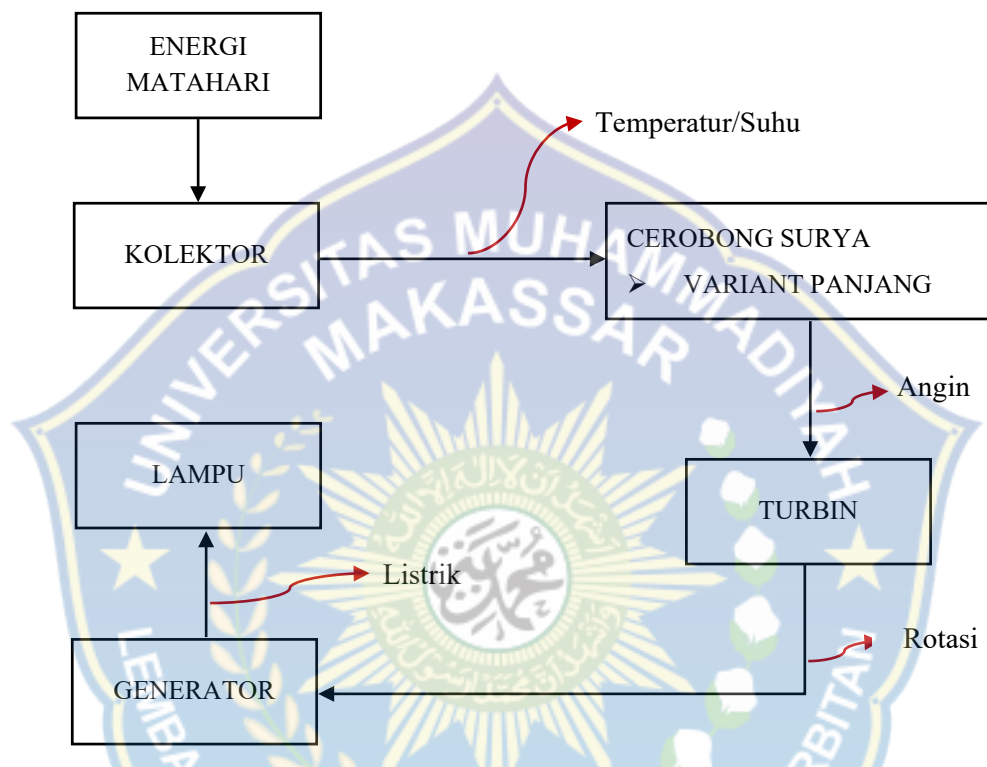 ENERGI
MATAHARI
Temperatur/Suhu
KOLEKTOR
CEROBONG SURYA
➢ VARIANT PANJANG
UNIVERSITAS MUHAMMADIYAH
MAKASSAR
Angin
LAMPU
TURBIN
Listrik
Rotasi
GENERATOR